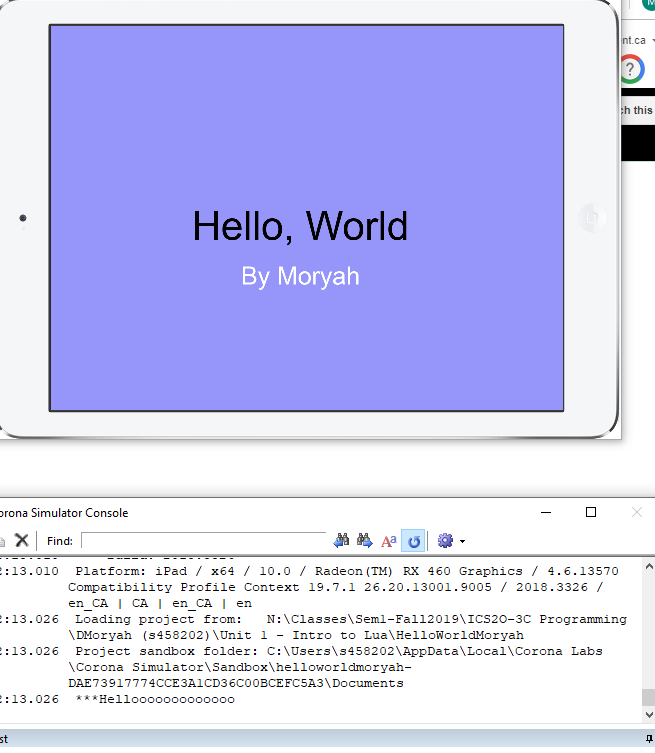 nt.ca
?
ch this
Hello, World
By Moryah
orona Simulator Console
Find:
Aa
2:13.010 Platform: iPad / x64 / 10.0 / Radeon(TM) RX 460 Graphics / 4.6.13570
Compatibility Profile Context 19.7.1 26.20.13001.9005 / 2018.3326 /
en_CA | CA | en_CA | en
2:13.026 Loading project from: N:\Classes\Sem1-Fall2019\ICS2O-3C Programming
\DMoryah (s458202)\Unit 1 - Intro to Lua\HelloWorldMoryah
2:13.026 Project sandbox folder: C:\Users\s458202\AppData\Local\Corona Labs
\Corona Simulator\Sandbox\helloworldmoryah-
DAE73917774CCE3A1CD36C00BCEFC5A3\Documents
2:13.026 ***Hellooooooooooooo
st